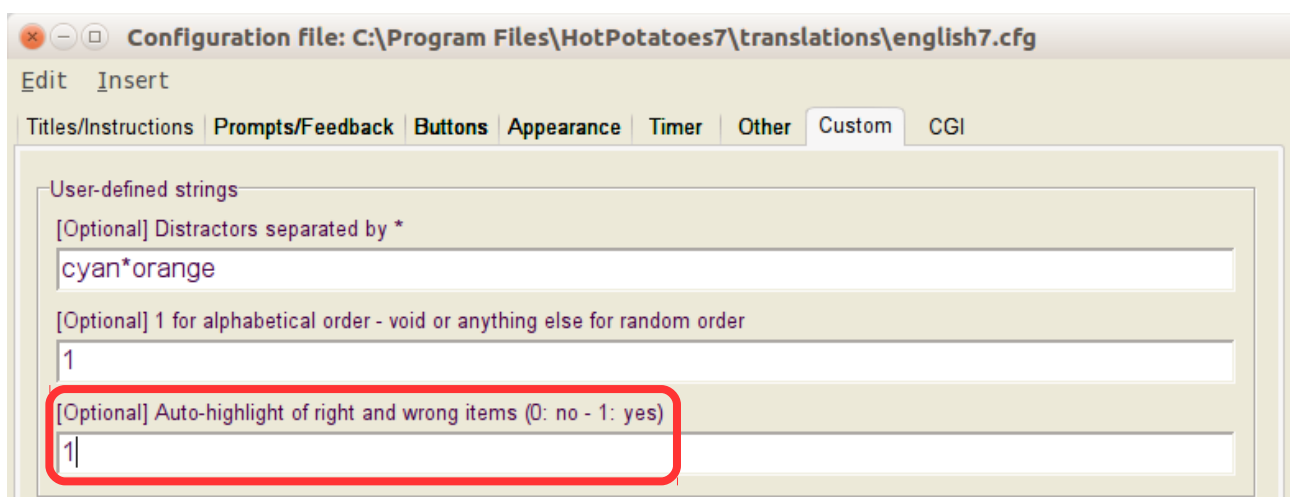 Configuration file: C:\Program Files\HotPotatoes7\translations\english7.cfg
Edit Insert
Titles/Instructions Prompts/Feedback Buttons Appearance Timer Other Custom CGI
User-defined strings
[Optional] Distractors separated by *
cyan*orange
[Optional] 1 for alphabetical order - void or anything else for random order
1
[Optional] Auto-highlight of right and wrong items (0: no - 1: yes)
1